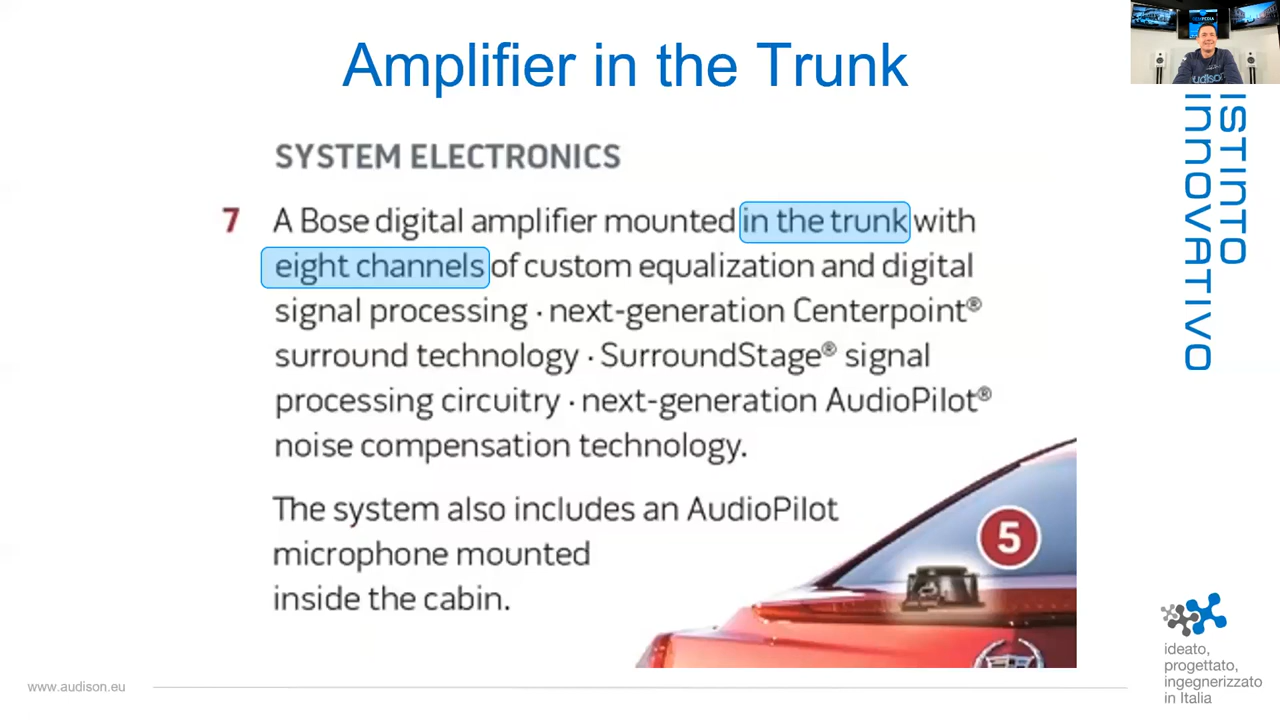 Amplifier in the Trunk
SYSTEM ELECTRONICS
7 A Bose digital amplifier mounted in the trunk with
eight channels of custom equalization and digital
signal processing · next-generation Centerpoint®
surround technology · SurroundStage® signal
processing circuitry · next-generation AudioPilot®
noise compensation technology.
The system also includes an AudioPilot
microphone mounted
inside the cabin.
5
ISTINTO
INNOVATIVO
audison
ideato,
progettato,
ingegnerizzato
in Italia
www.audison.eu